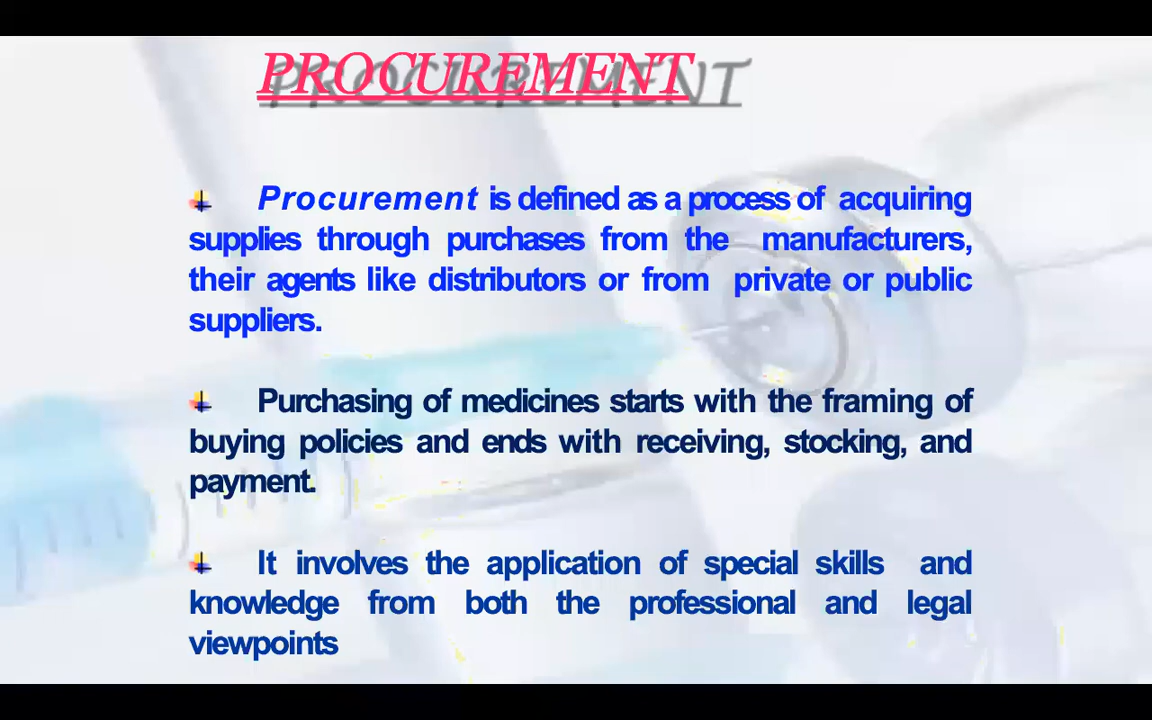 PROCUREMENT
Procurement is defined as a process of acquiring
supplies through purchases from the manufacturers,
their agents like distributors or from private or public
suppliers.
Purchasing of medicines starts with the framing of
buying policies and ends with receiving, stocking, and
payment.
It involves the application of special skills and
knowledge from both the professional and legal
viewpoints